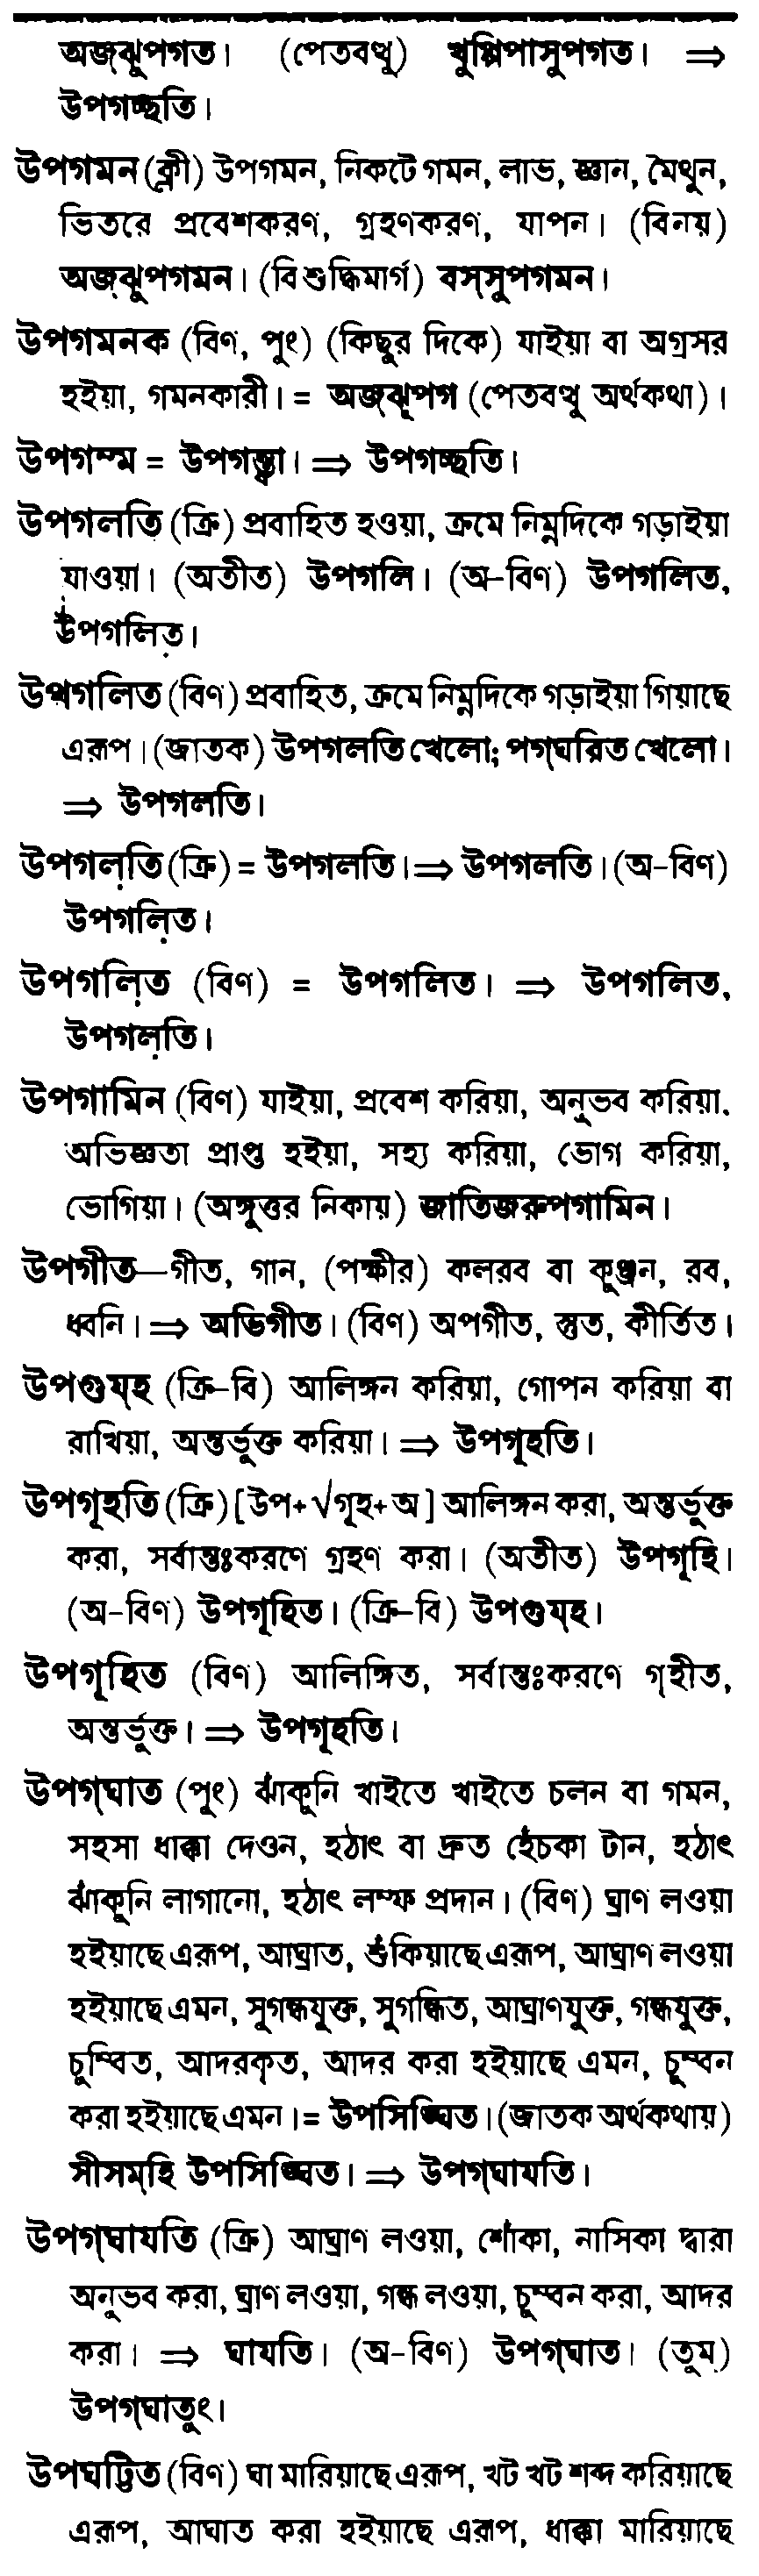 অজ্ঝুপগত। (পেতবত্থু) খুপ্পিপাসুপগত। ⇒
উপগচ্ছতি।
উপগমন (ক্লী) উপগমন, নিকটে গমন, লাভ, জ্ঞান, মৈথুন,
ভিতরে প্রবেশকরণ, গ্রহণকরণ, যাপন। (বিনয়)
অজ্ঝুপগমন। (বিশুদ্ধিমার্গ) বস্সুপগমন।
উপগমনক (বিণ, পুং) (কিছুর দিকে) যাইয়া বা অগ্রসর
হইয়া, গমনকারী। = অজ্ঝূপগ (পেতবত্থু অর্থকথা)।
উপগম্ম = উপগন্ত্বা। ⇒ উপগচ্ছতি।
উপগলতি (ক্রি) প্রবাহিত হওয়া, ক্রমে নিম্নদিকে গড়াইয়া
যাওয়া। (অতীত) উপগলি। (অ-বিণ) উপগলিত,
উপগলি়ত।
উপগলিত (বিণ) প্রবাহিত, ক্রমে নিম্নদিকে গড়াইয়া গিয়াছে
এরূপ। (জাতক) উপগলতি খেলো; পগ্ঘরিত খেলো।
⇒ উপগলতি।
উপগল়তি (ক্রি) = উপগলতি। ⇒ উপগলতি। (অ-বিণ)
উপগলি়ত।
উপগলি়ত (বিণ) = উপগলিত। ⇒ উপগলিত,
উপগল়তি।
উপগামিন (বিণ) যাইয়া, প্রবেশ করিয়া, অনুভব করিয়া,
অভিজ্ঞতা প্রাপ্ত হইয়া, সহ্য করিয়া, ভোগ করিয়া,
ভোগিয়া। (অঙ্গুত্তর নিকায়) জাতিজরুপগামিন।
উপগীত—গীত, গান, (পক্ষীর) কলরব বা কূঞ্জন, রব,
ধ্বনি। ⇒ অভিগীত। (বিণ) অপগীত, স্তুত, কীর্তিত।
উপগুয্হ (ক্রি-বি) আলিঙ্গন করিয়া, গোপন করিয়া বা
রাখিয়া, অন্তর্ভুক্ত করিয়া। ⇒ উপগূহতি।
উপগূহতি (ক্রি) [উপ+√গূহ+অ] আলিঙ্গন করা, অন্তর্ভুক্ত
করা, সর্বান্তঃকরণে গ্রহণ করা। (অতীত) উপগূহি।
(অ-বিণ) উপগূহিত। (ক্রি-বি) উপগুয্হ।
উপগূহিত (বিণ) আলিঙ্গিত, সর্বান্তঃকরণে গৃহীত,
অন্তর্ভুক্ত। ⇒ উপগূহতি।
উপগ্ঘাত (পুং) ঝাঁকুনি খাইতে খাইতে চলন বা গমন,
সহসা ধাক্কা দেওন, হঠাৎ বা দ্রুত হেঁচকা টান, হঠাৎ
ঝাঁকুনি লাগানো, হঠাৎ লম্ফ প্রদান। (বিণ) ঘ্রাণ লওয়া
হইয়াছে এরূপ, আঘ্রাত, শুঁকিয়াছে এরূপ, আঘ্রাণ লওয়া
হইয়াছে এমন, সুগন্ধযুক্ত, সুগন্ধিত, আঘ্রাণযুক্ত, গন্ধযুক্ত,
চুম্বিত, আদরকৃত, আদর করা হইয়াছে এমন, চুম্বন
করা হইয়াছে এমন। = উপসিঙ্ঘিত। (জাতক অর্থকথায়)
সীসম্হি উপসিঙ্ঘিত। ⇒ উপগ্ঘাযতি।
উপগ্ঘাযতি (ক্রি) আঘ্রাণ লওয়া, শোঁকা, নাসিকা দ্বারা
অনুভব করা, ঘ্রাণ লওয়া, গন্ধ লওয়া, চুম্বন করা, আদর
করা। ⇒ ঘাযতি। (অ-বিণ) উপগ্ঘাত। (তুম্)
উপগ্ঘাতুং।
উপঘট্টিত (বিণ) ঘা মারিয়াছে এরূপ, খট খট শব্দ করিয়াছে
এরূপ, আঘাত করা হইয়াছে এরূপ, ধাক্কা মারিয়াছে